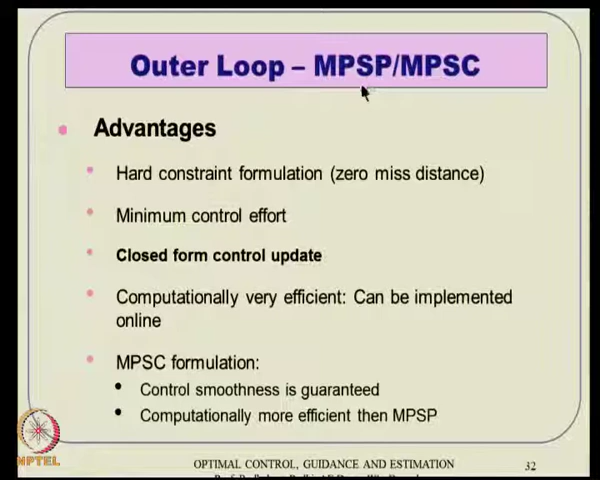 Outer Loop – MPSP/MPSC
Advantages
Hard constraint formulation (zero miss distance)
Minimum control effort
Closed form control update
Computationally very efficient: Can be implemented
online
MPSC formulation:
Control smoothness is guaranteed
Computationally more efficient then MPSP
NPTEL
OPTIMAL CONTROL, GUIDANCE AND ESTIMATION
32